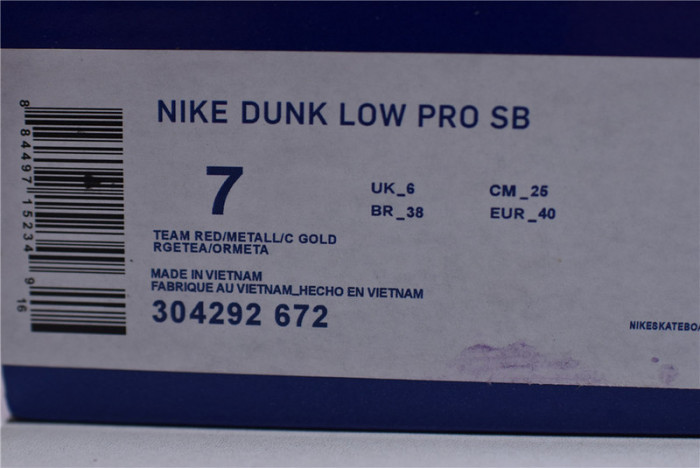 NIKE DUNK LOW PRO SB
7
UK_6
CM_25
BR_38
EUR_40
TEAM RED/METALL/C GOLD
RGETEA/ORMETA
MADE IN VIETNAM
FABRIQUE AU VIETNAM_HECHO EN VIETNAM
304292 672
8 84497 15234 9 16
NIKESKATEBOA